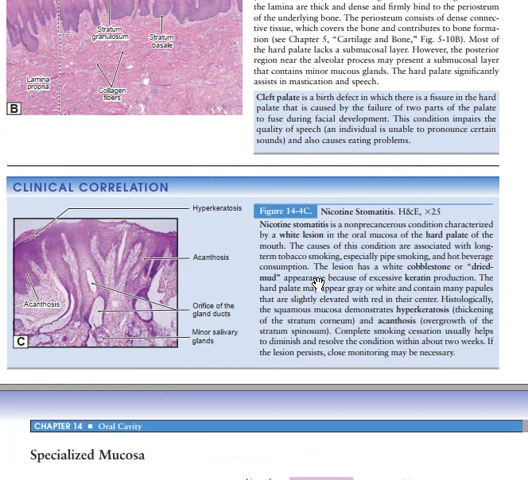 the lamina are thick and dense and firmly bind to the periosteum
of the underlying bone. The periosteum consists of dense connec-
tive tissue, which covers the bone and contributes to bone forma-
tion (see Chapter 5, “Cartilage and Bone,” Fig. 5-10B). Most of
the hard palate lacks a submucosal layer. However, the posterior
region near the alveolar process may present a submucosal layer
that contains minor mucous glands. The hard palate significantly
assists in mastication and speech.
Stratum
granulosum
Stratum
basale
Lamina
propria
Collagen
fibers
B
Cleft palate is a birth defect in which there is a fissure in the hard
palate that is caused by the failure of two parts of the palate
to fuse during facial development. This condition impairs the
quality of speech (an individual is unable to pronounce certain
sounds) and also causes eating problems.
CLINICAL CORRELATION
Hyperkeratosis
Acanthosis
Acanthosis
Orifice of the
gland ducts
Minor salivary
glands
C
Figure 14-4C. Nicotine Stomatitis. H&E, ×25
Nicotine stomatitis is a nonprecancerous condition characterized
by a white lesion in the oral mucosa of the hard palate of the
mouth. The causes of this condition are associated with long-
term tobacco smoking, especially pipe smoking, and hot beverage
consumption. The lesion has a white cobblestone or “dried-
mud” appearance because of excessive keratin production. The
hard palate may appear gray or white and contain many papules
that are slightly elevated with red in their center. Histologically,
the squamous mucosa demonstrates hyperkeratosis (thickening
of the stratum corneum) and acanthosis (overgrowth of the
stratum spinosum). Complete smoking cessation usually helps
to diminish and resolve the condition within about two weeks. If
the lesion persists, close monitoring may be necessary.
CHAPTER 14 ■ Oral Cavity
Specialized Mucosa